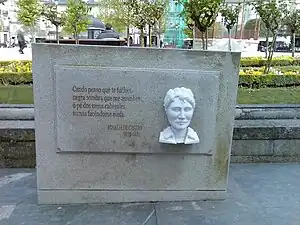 Cando penso que te fuches,
negra sombra que me asombras,
ó pé dos meus cabezales
tornas facéndome mofa.
ROSALÍA DE CASTRO